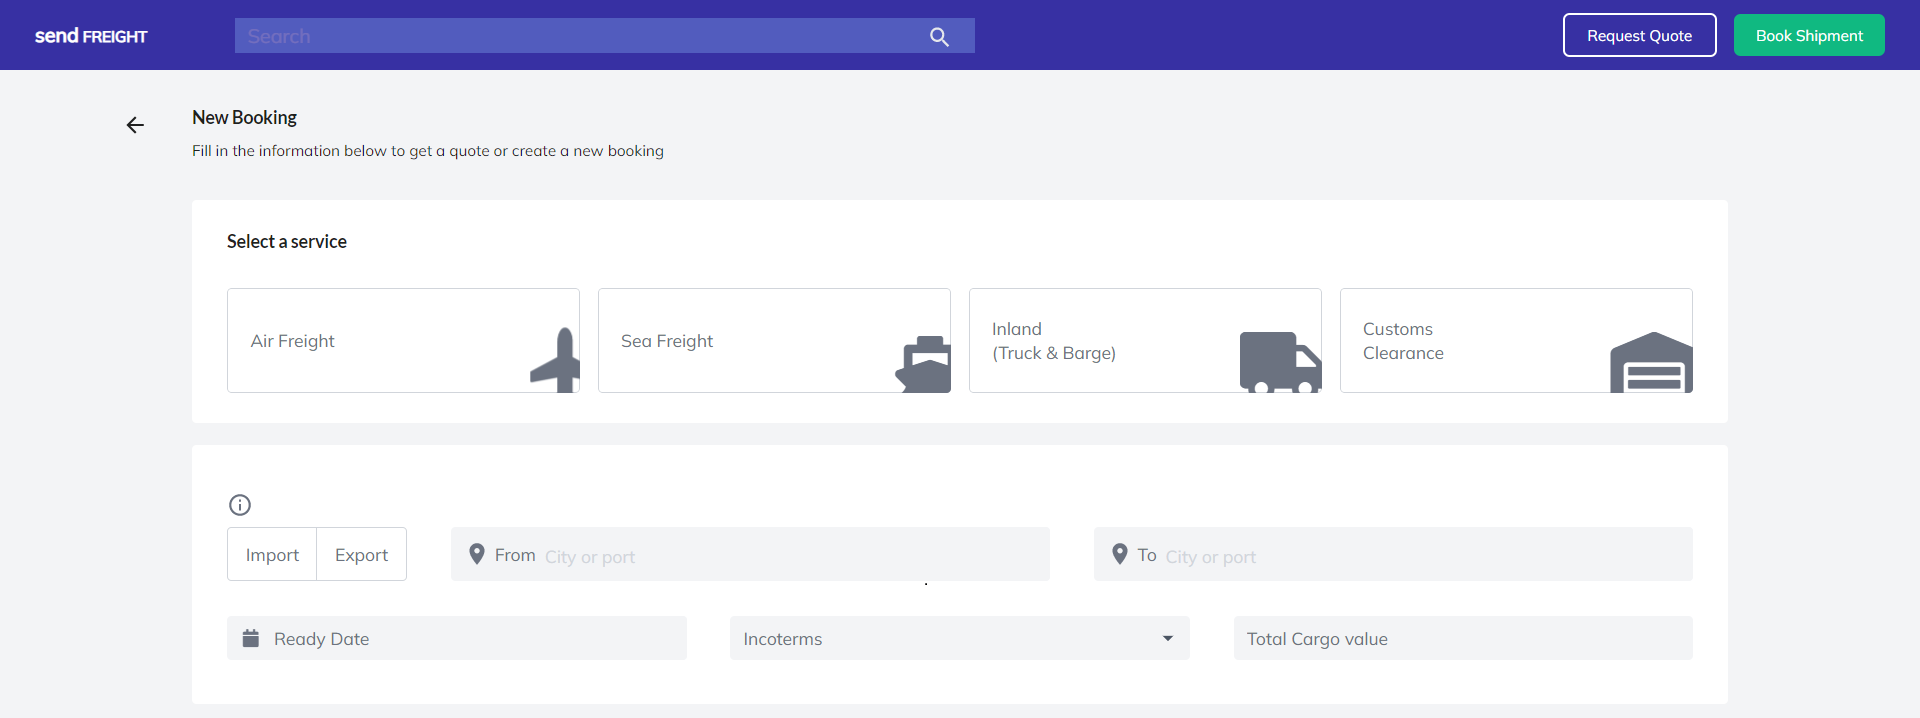 send FREIGHT
Search
Request Quote
Book Shipment
New Booking
Fill in the information below to get a quote or create a new booking
Select a service
Air Freight
Sea Freight
Inland
(Truck & Barge)
Customs
Clearance
Import
Export
From City or port
To City or port
Ready Date
Incoterms
Total Cargo value